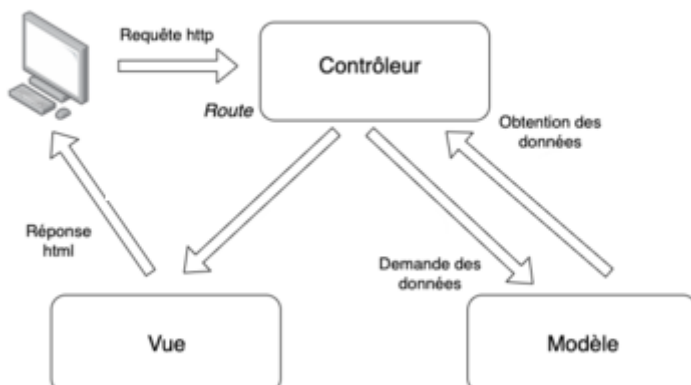 Requête http
Contrôleur
Route
Obtention des
données
Réponse
html
Demande des
données
Vue
Modèle